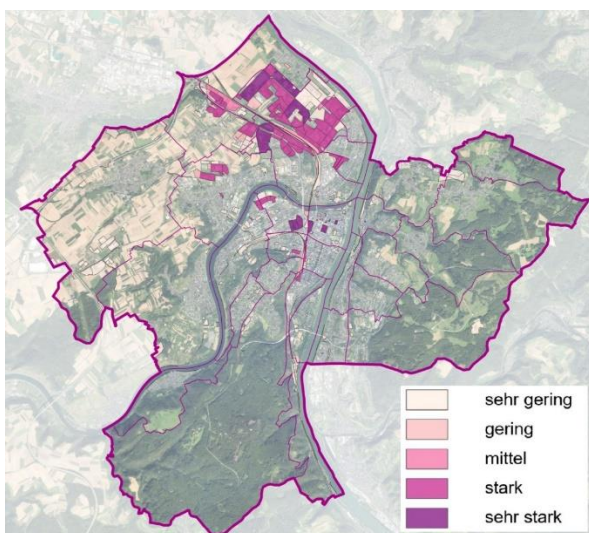 sehr gering
gering
mittel
stark
sehr stark